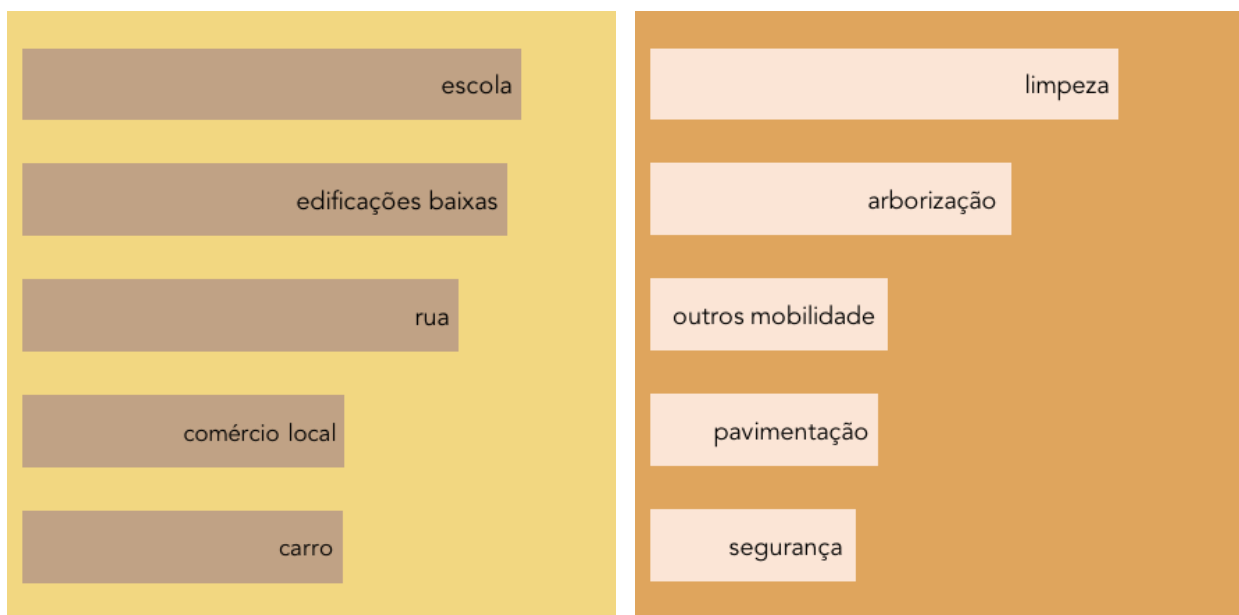 escola
edificações baixas
rua
comércio local
carro
limpeza
arborização
outros mobilidade
pavimentação
segurança